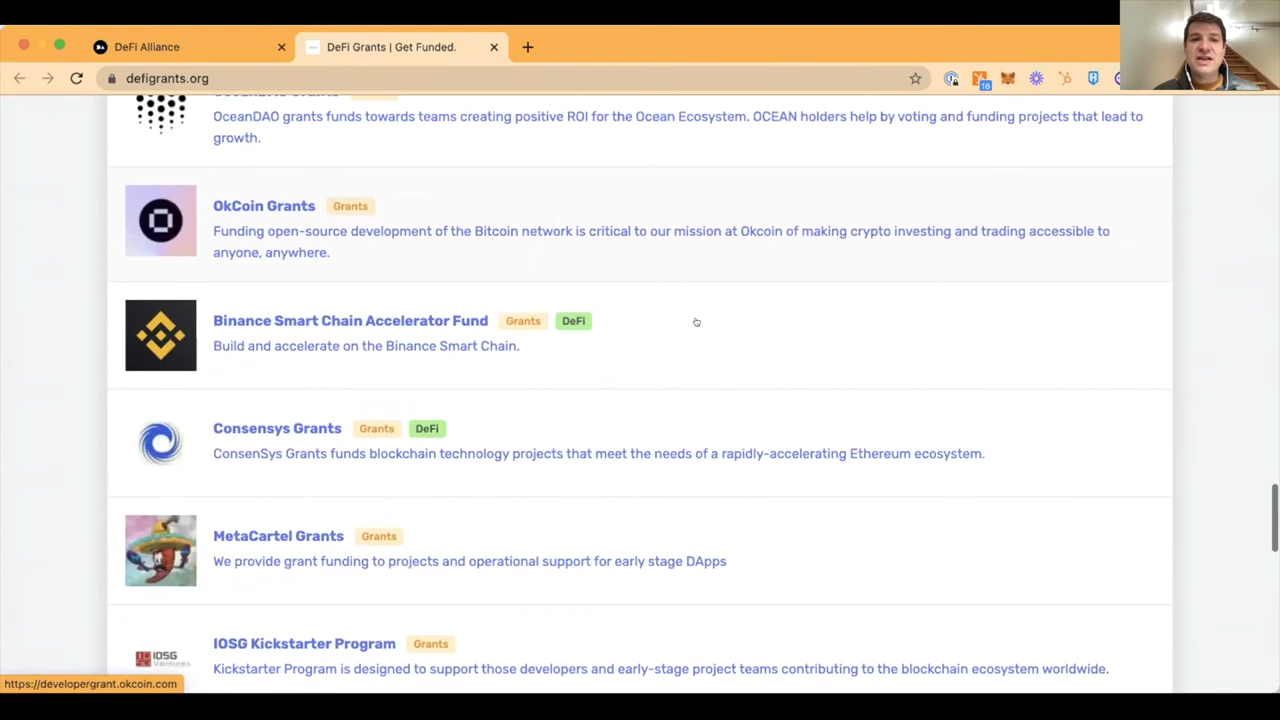 DeFi Alliance
DeFi Grants | Get Funded.
defigrants.org
18
OceanDAO grants funds towards teams creating positive ROI for the Ocean Ecosystem. OCEAN holders help by voting and funding projects that lead to
growth.
OkCoin Grants Grants
Funding open-source development of the Bitcoin network is critical to our mission at Okcoin of making crypto investing and trading accessible to
anyone, anywhere.
Binance Smart Chain Accelerator Fund Grants DeFi
Build and accelerate on the Binance Smart Chain.
Consensys Grants Grants DeFi
ConsenSys Grants funds blockchain technology projects that meet the needs of a rapidly-accelerating Ethereum ecosystem.
MetaCartel Grants Grants
We provide grant funding to projects and operational support for early stage DApps
IOSG Kickstarter Program Grants
IOSG
Kickstarter Program is designed to support those developers and early-stage project teams contributing to the blockchain ecosystem worldwide.
https://developergrant.okcoin.com